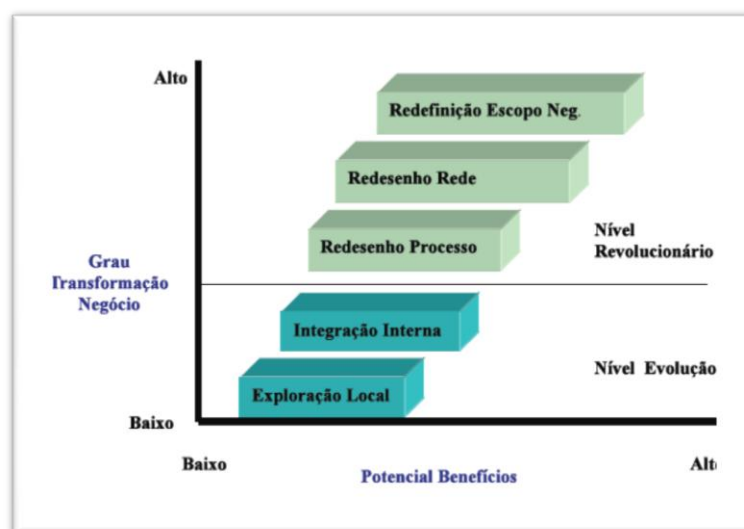 Alto
Redefinição Escopo Neg.
Redesenho Rede
Redesenho Processo
Nível
Revolucionário
Grau
Transformação
Negócio
Integração Interna
Exploração Local
Nível Evolução
Baixo
Baixo
Potencial Benefícios
Alto